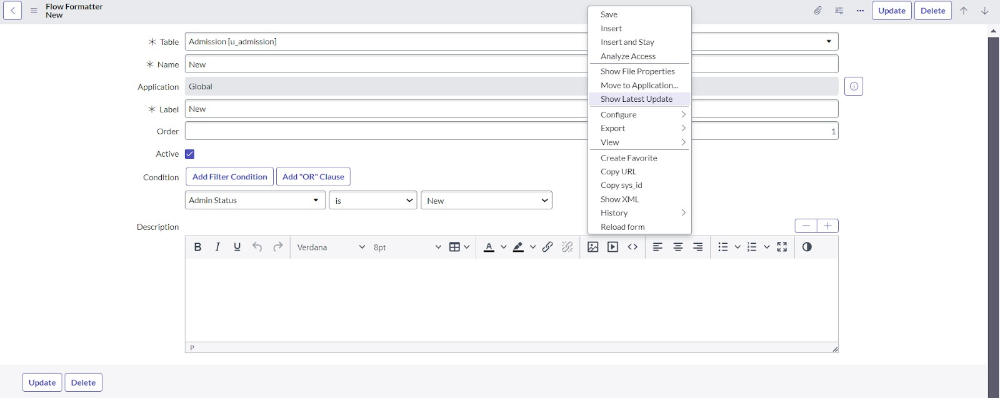 Flow Formatter
New
Update
Delete
Table
Admission [u_admission]
Name
New
Application
Global
Label
New
Order
1
Active
Condition
Add Filter Condition
Add "OR" Clause
Admin Status
is
New
Description
Verdana
8pt
P
Update
Delete
Save
Insert
Insert and Stay
Analyze Access
Show File Properties
Move to Application...
Show Latest Update
Configure
Export
View
Create Favorite
Copy URL
Copy sys_id
Show XML
History
Reload form